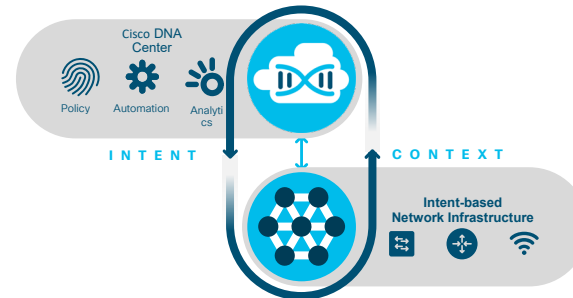 Cisco DNA
Center
Policy
Automation
Analyti
cs
INTENT
CONTEXT
Intent-based
Network Infrastructure